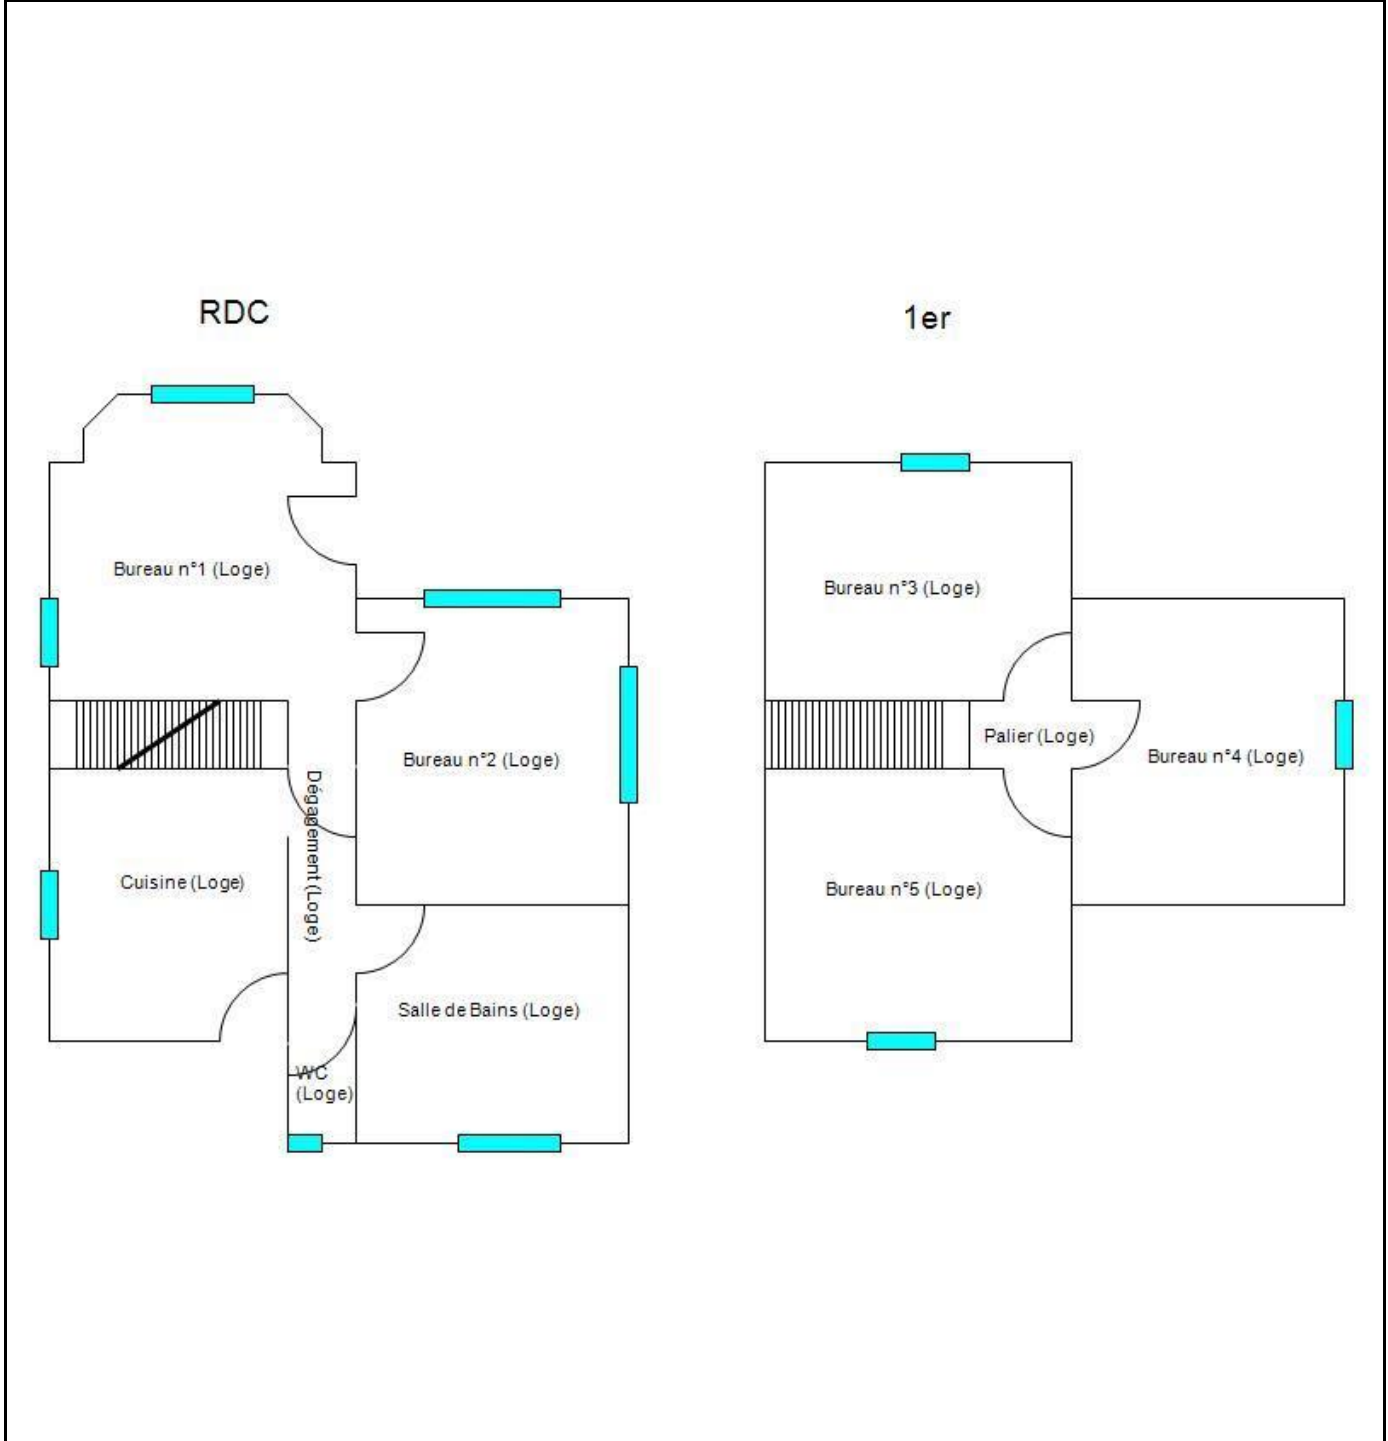 RDC
Bureau n°1 (Loge)
Bureau n°2 (Loge)
Dégagement (Loge)
Cuisine (Loge)
Salle de Bains (Loge)
WC
(Loge)
1er
Bureau n°3 (Loge)
Palier (Loge)
Bureau n°4 (Loge)
Bureau n°5 (Loge)